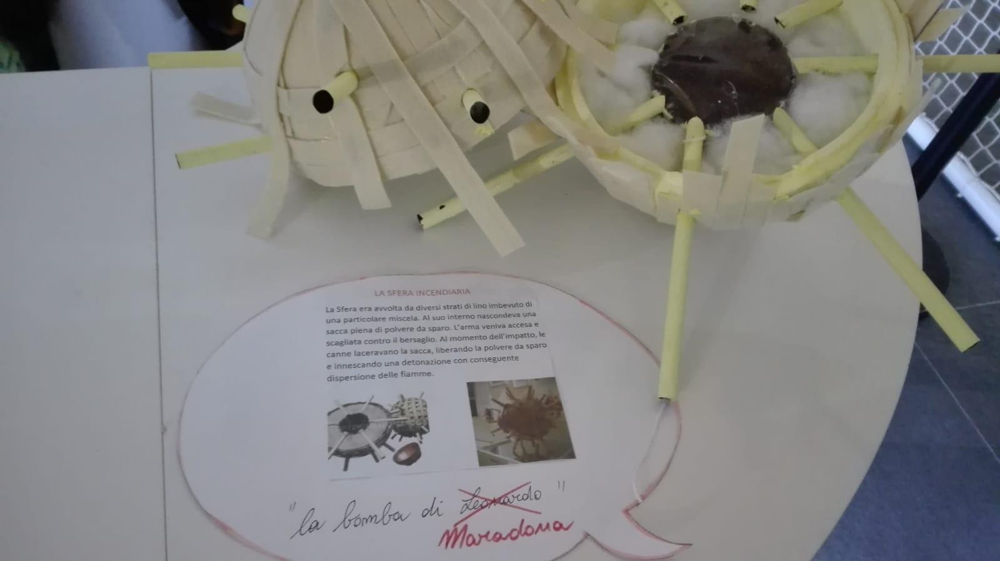 LA SFERA INCENDIARIA
La Sfera era avvolta da diversi strati di lino imbevuto di
una particolare miscela. Al suo interno nascondeva una
sacca piena di polvere da sparo. L'arma veniva accesa e
scagliata contro il bersaglio. Al momento dell'impatto, le
canne laceravano la sacca, liberando la polvere da sparo
e innescando una detonazione con conseguente
dispersione delle fiamme.
"la bomba di Leonardo"
Maradona